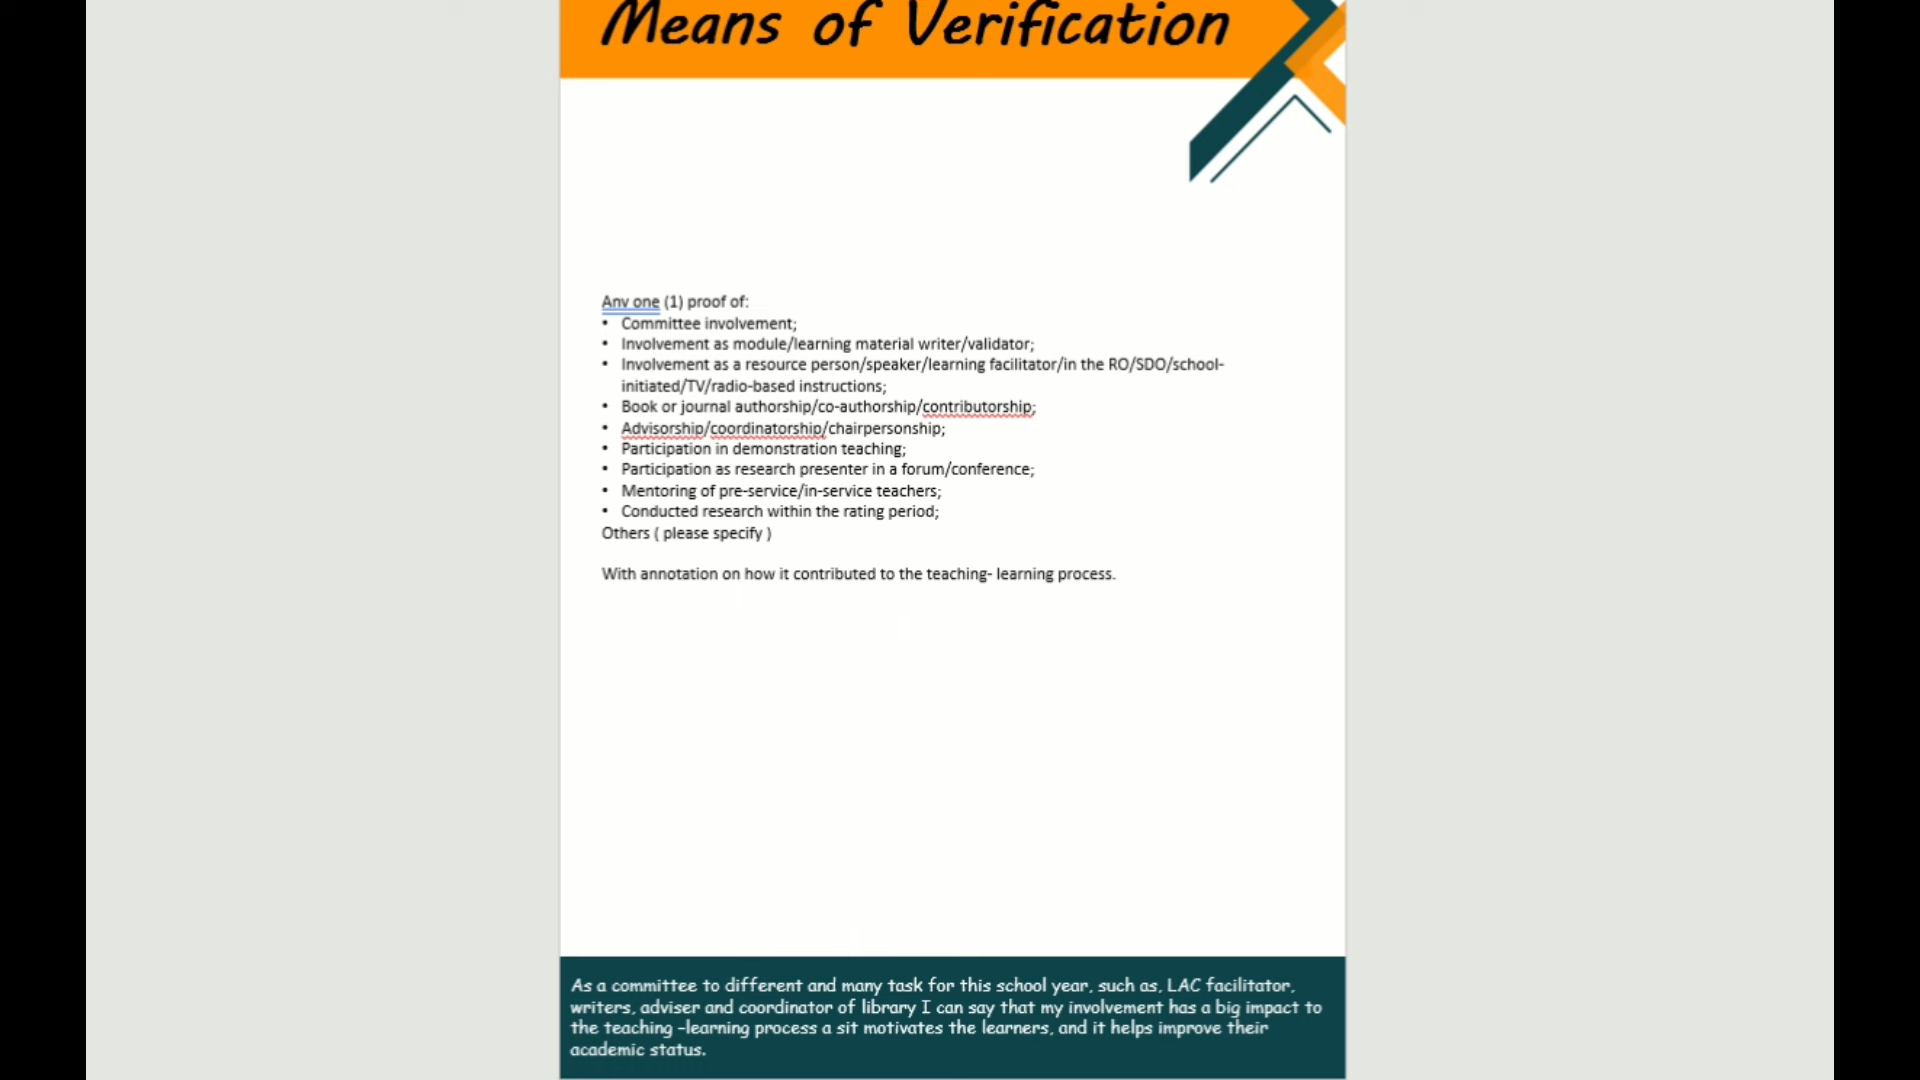 Means of Verification
Any one (1) proof of:
• Committee involvement;
• Involvement as module/learning material writer/validator;
• Involvement as a resource person/speaker/learning facilitator/in the RO/SDO/school-
initiated/TV/radio-based instructions;
• Book or journal authorship/co-authorship/contributorship;
• Advisorship/coordinatorship/chairpersonship;
• Participation in demonstration teaching;
• Participation as research presenter in a forum/conference;
• Mentoring of pre-service/in-service teachers;
• Conducted research within the rating period;
Others ( please specify )
With annotation on how it contributed to the teaching- learning process.
As a committee to different and many task for this school year, such as, LAC facilitator,
writers, adviser and coordinator of library I can say that my involvement has a big impact to
the teaching –learning process a sit motivates the learners, and it helps improve their
academic status.